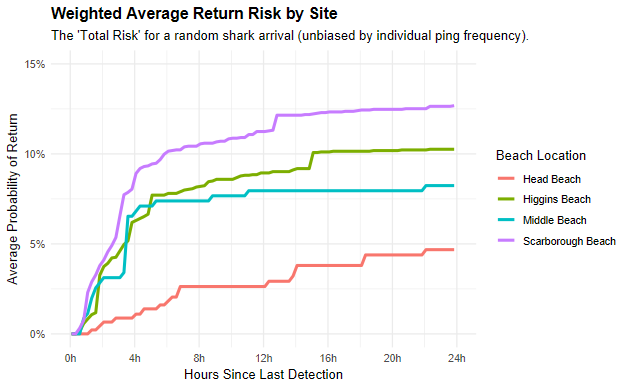 Weighted Average Return Risk by Site
The 'Total Risk' for a random shark arrival (unbiased by individual ping frequency).
15%
10%
5%
0%
Average Probability of Return
0h
4h
8h
12h
16h
20h
24h
Hours Since Last Detection
Beach Location
Head Beach
Higgins Beach
Middle Beach
Scarborough Beach